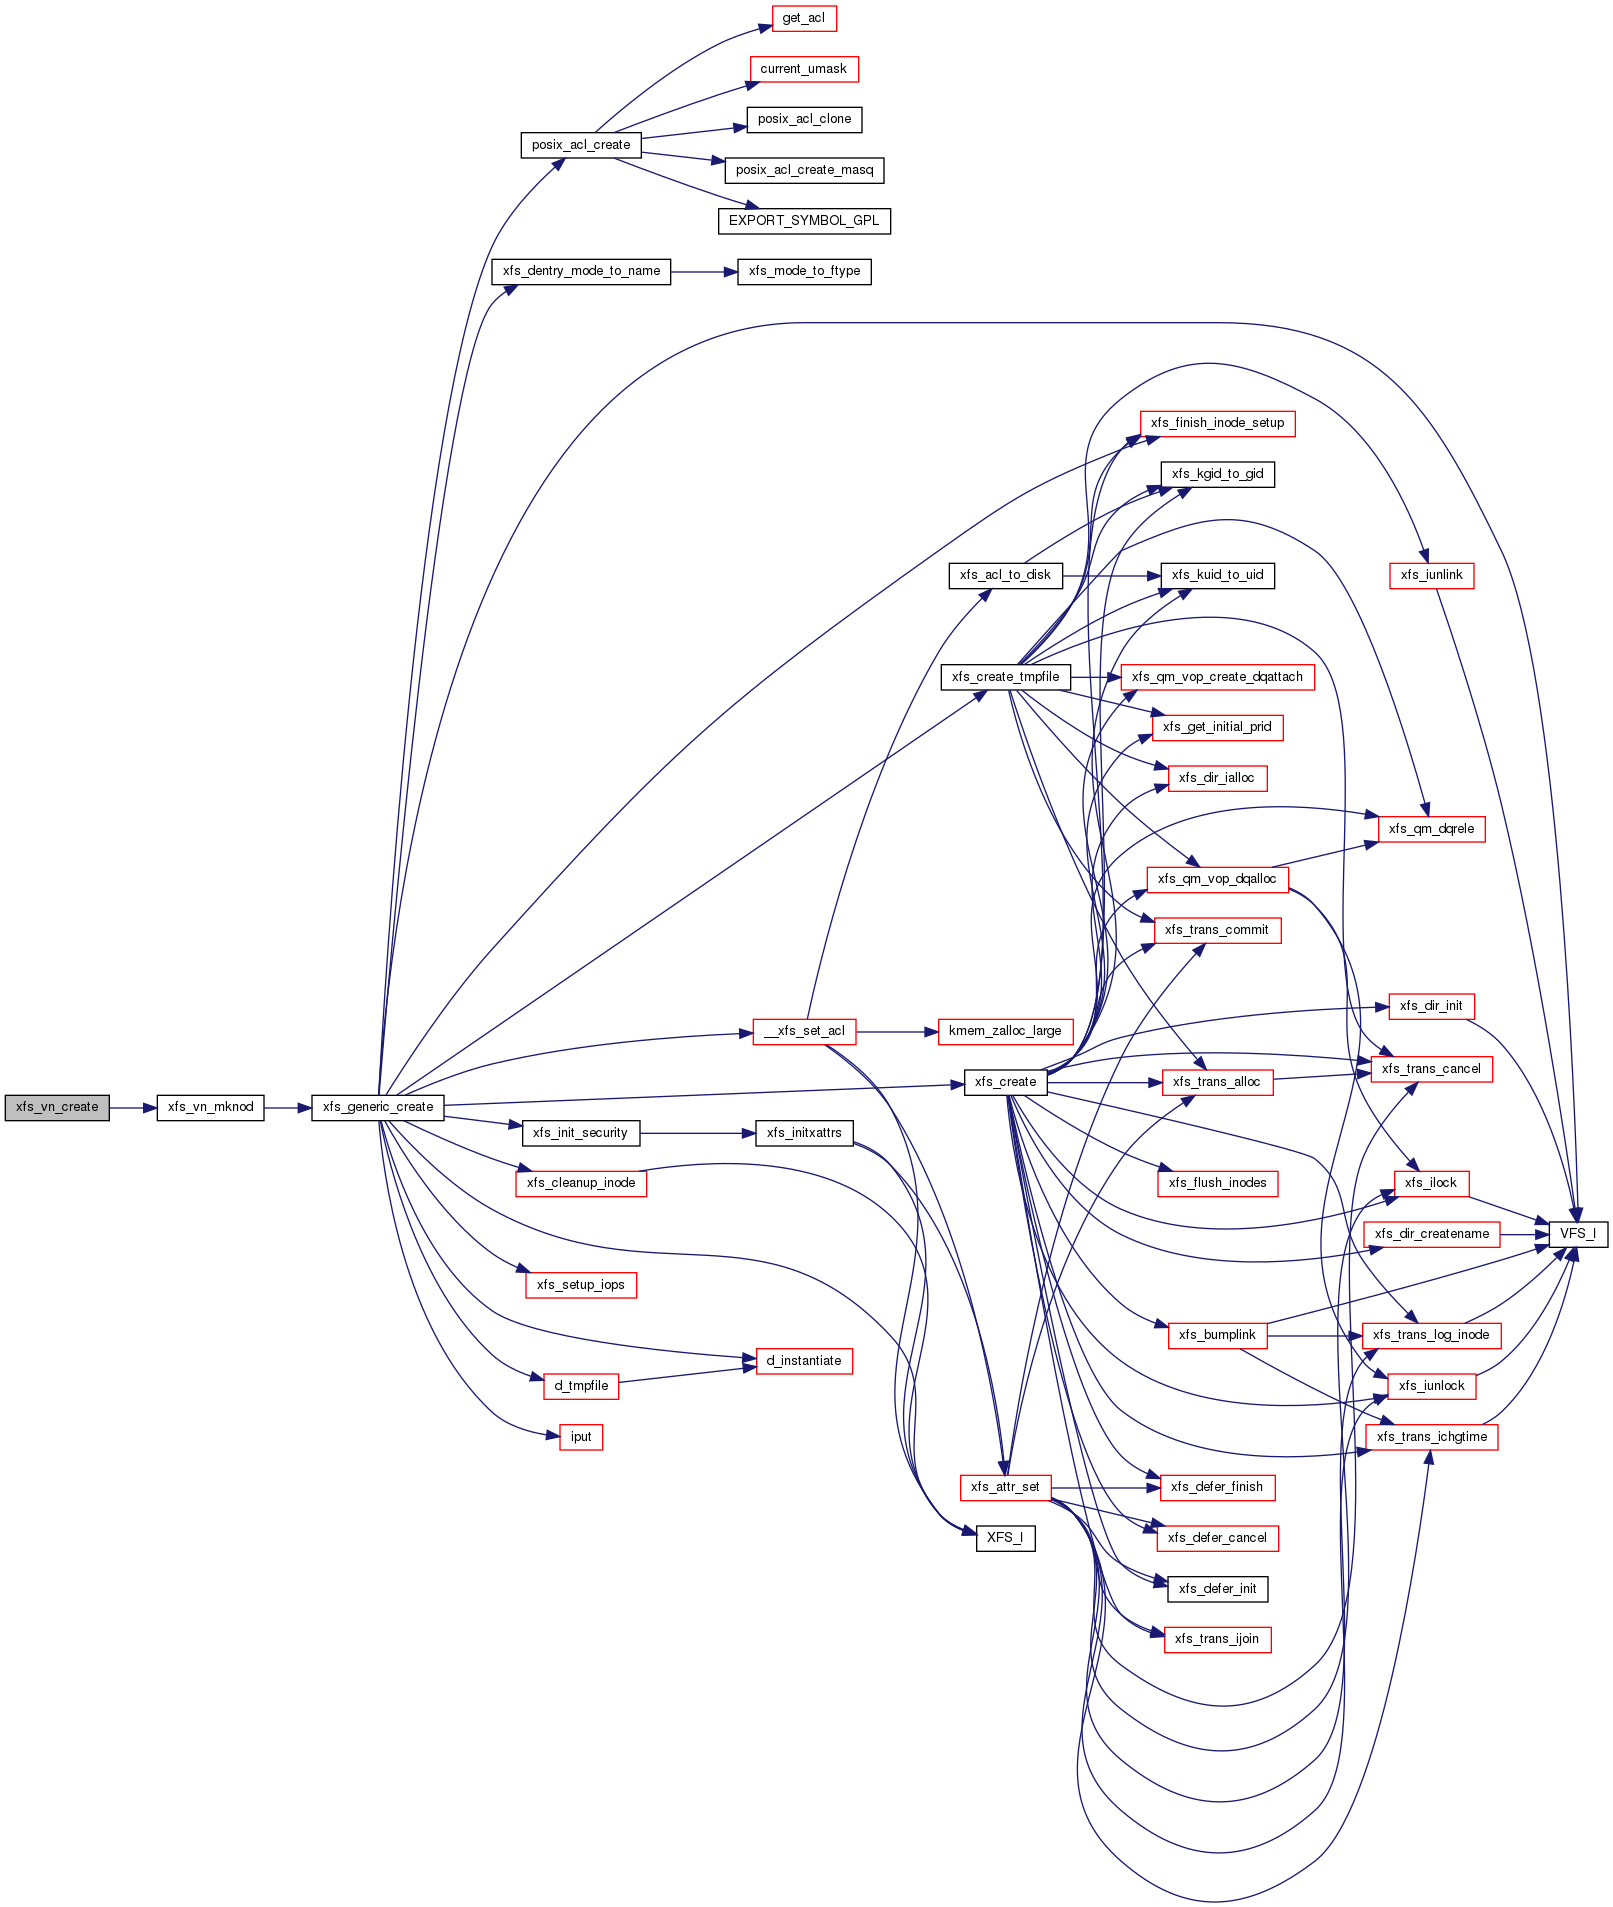 get_acl
current_umask
posix_acl_clone
posix_acl_create
posix_acl_create_masq
EXPORT_SYMBOL_GPL
xfs_dentry_mode_to_name
xfs_mode_to_ftype
xfs_finish_inode_setup
xfs_kgid_to_gid
xfs_acl_to_disk
xfs_kuid_to_uid
xfs_iunlink
xfs_create_tmpfile
xfs_qm_vop_create_dqattach
xfs_get_initial_prid
xfs_dir_ialloc
xfs_qm_dqrele
xfs_qm_vop_dqalloc
xfs_trans_commit
xfs_dir_init
__xfs_set_acl
kmem_zalloc_large
xfs_trans_cancel
xfs_create
xfs_trans_alloc
xfs_vn_create
xfs_vn_mknod
xfs_generic_create
xfs_init_security
xfs_initxattrs
xfs_cleanup_inode
xfs_flush_inodes
xfs_ilock
xfs_dir_createname
VFS_I
xfs_setup_iops
xfs_bumplink
xfs_trans_log_inode
d_instantiate
d_tmpfile
xfs_iunlock
iput
xfs_trans_ichgtime
xfs_attr_set
xfs_defer_finish
XFS_I
xfs_defer_cancel
xfs_defer_init
xfs_trans_ijoin